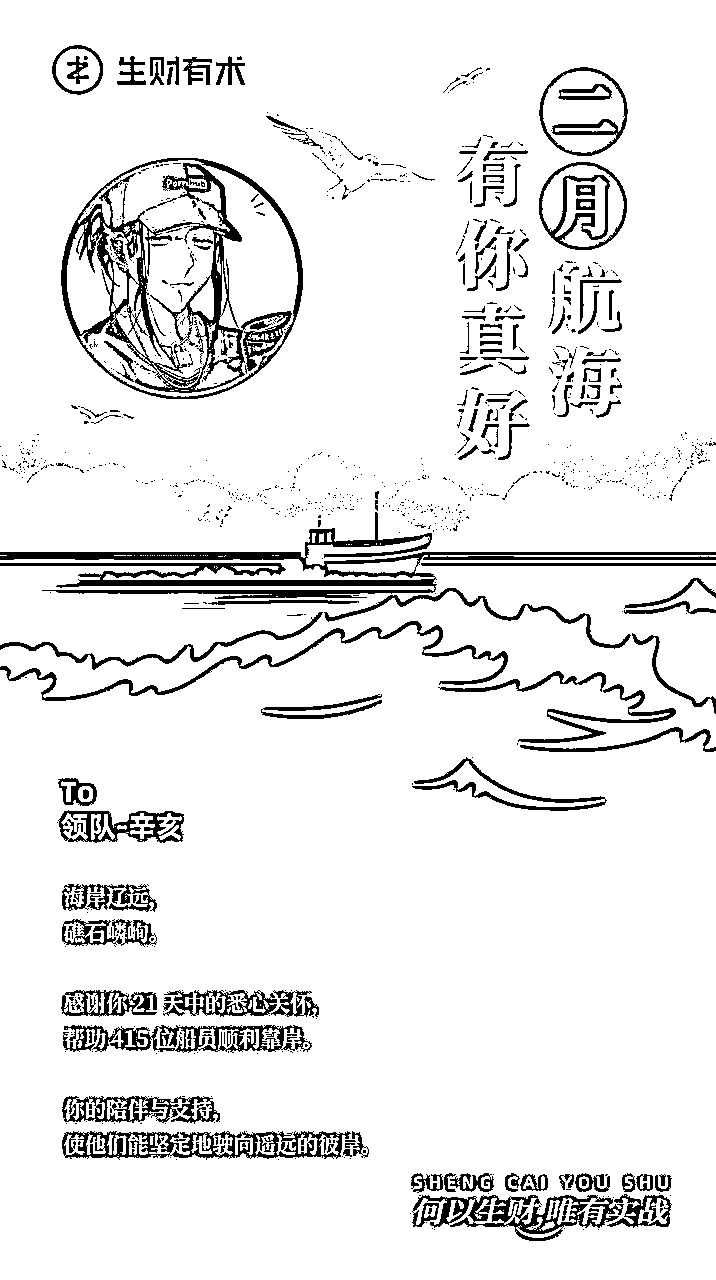 生财有术
二月航海
有你真好
Pornhub
To
领队-辛亥
海岸辽远,
礁石嶙峋。
感谢你 21 天中的悉心关怀,
帮助 415 位船员顺利靠岸。
你的陪伴与支持,
使他们能坚定地驶向遥远的彼岸。
SHENG CAI YOU SHU
何以生财,唯有实战